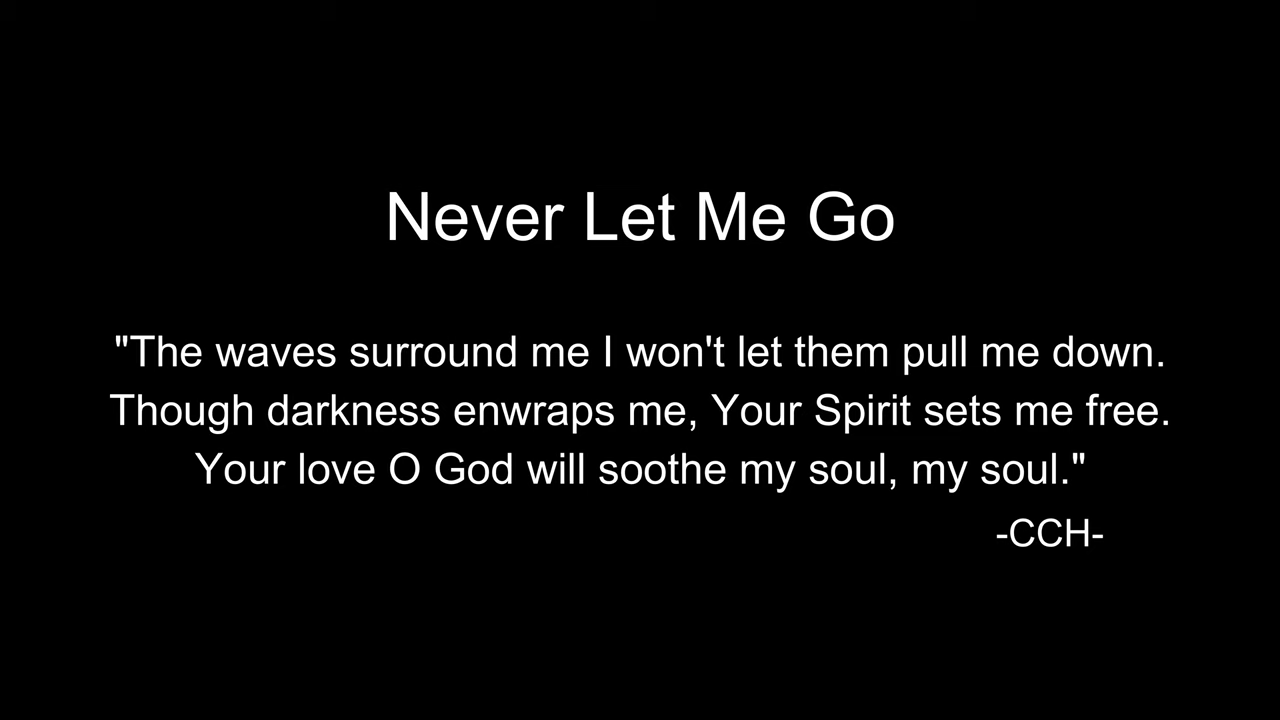 Never Let Me Go
"The waves surround me I won't let them pull me down.
Though darkness enwraps me, Your Spirit sets me free.
Your love O God will soothe my soul, my soul."
-CCH-